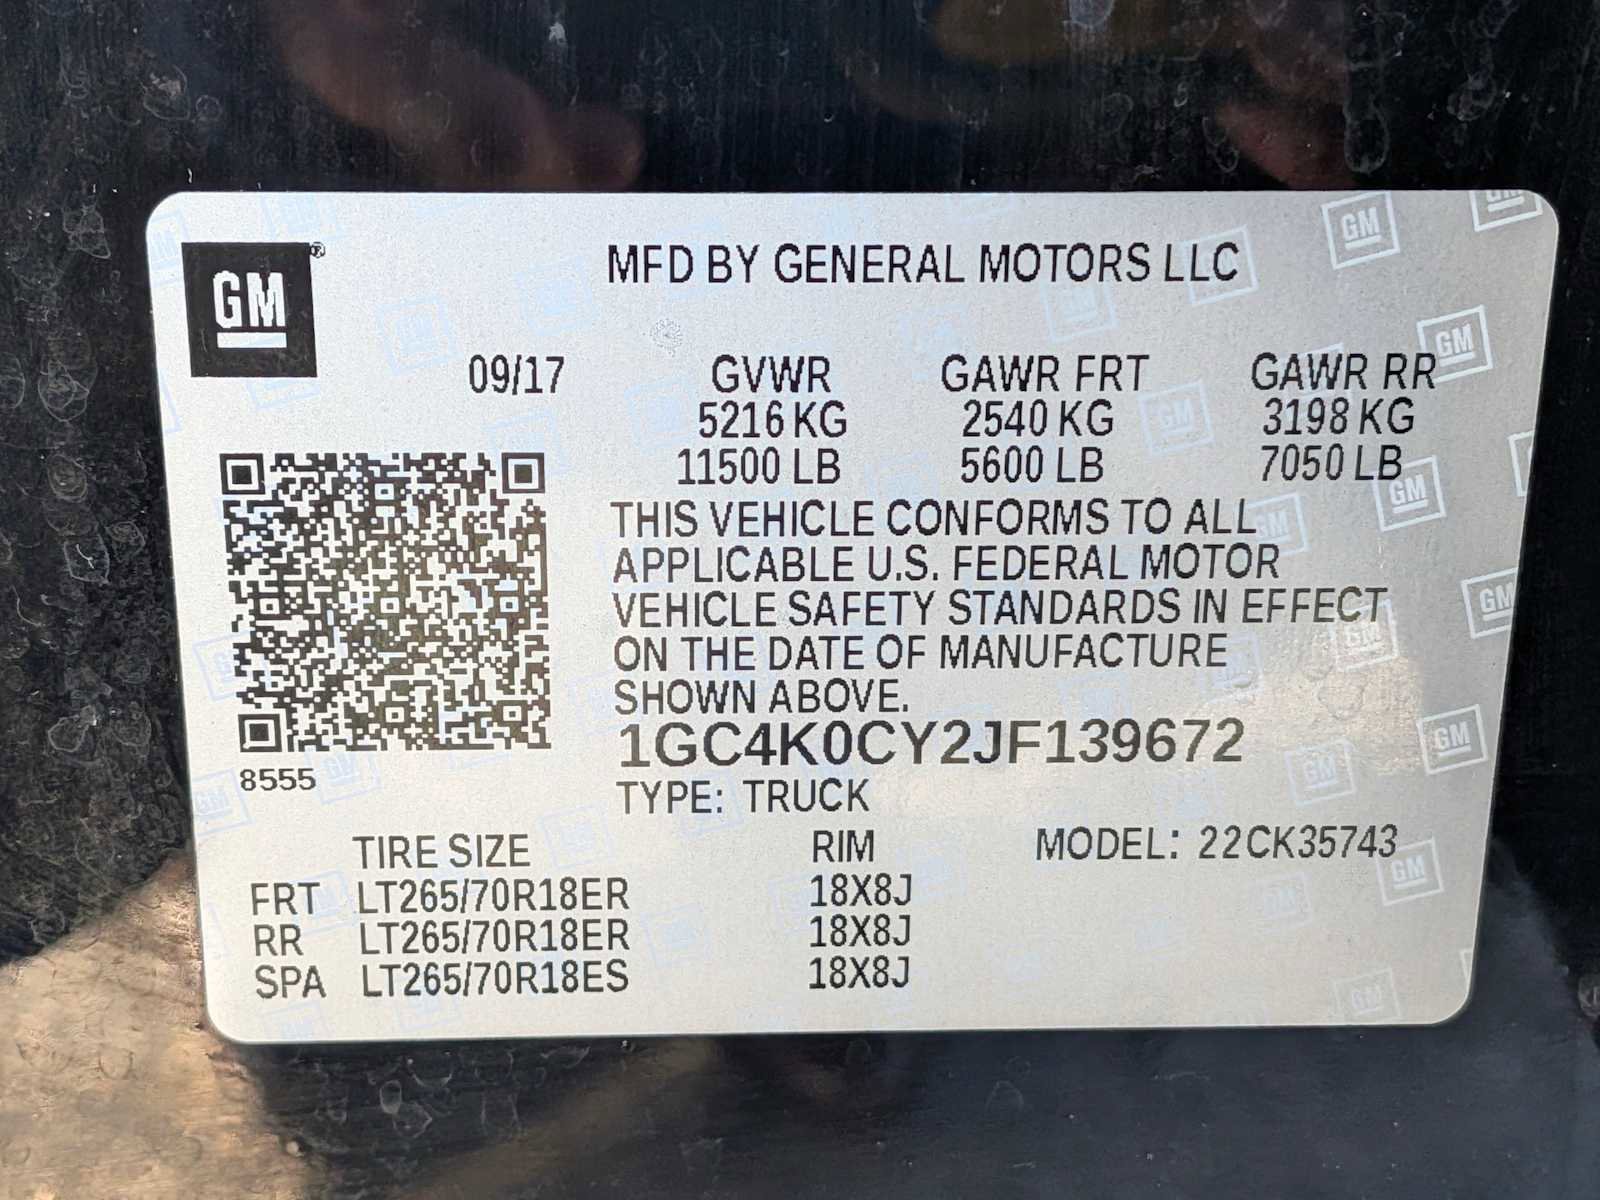 GM®
MFD BY GENERAL MOTORS LLC
09/17 GVWR GAWR FRT GAWR RR
5216 KG 2540 KG 3198 KG
11500 LB 5600 LB 7050 LB
THIS VEHICLE CONFORMS TO ALL
APPLICABLE U.S. FEDERAL MOTOR
VEHICLE SAFETY STANDARDS IN EFFECT
ON THE DATE OF MANUFACTURE
SHOWN ABOVE.
1GC4K0CY2JF139672
8555
TYPE: TRUCK
TIRE SIZE RIM MODEL: 22CK35743
FRT LT265/70R18ER 18X8J
RR LT265/70R18ER 18X8J
SPA LT265/70R18ES 18X8J